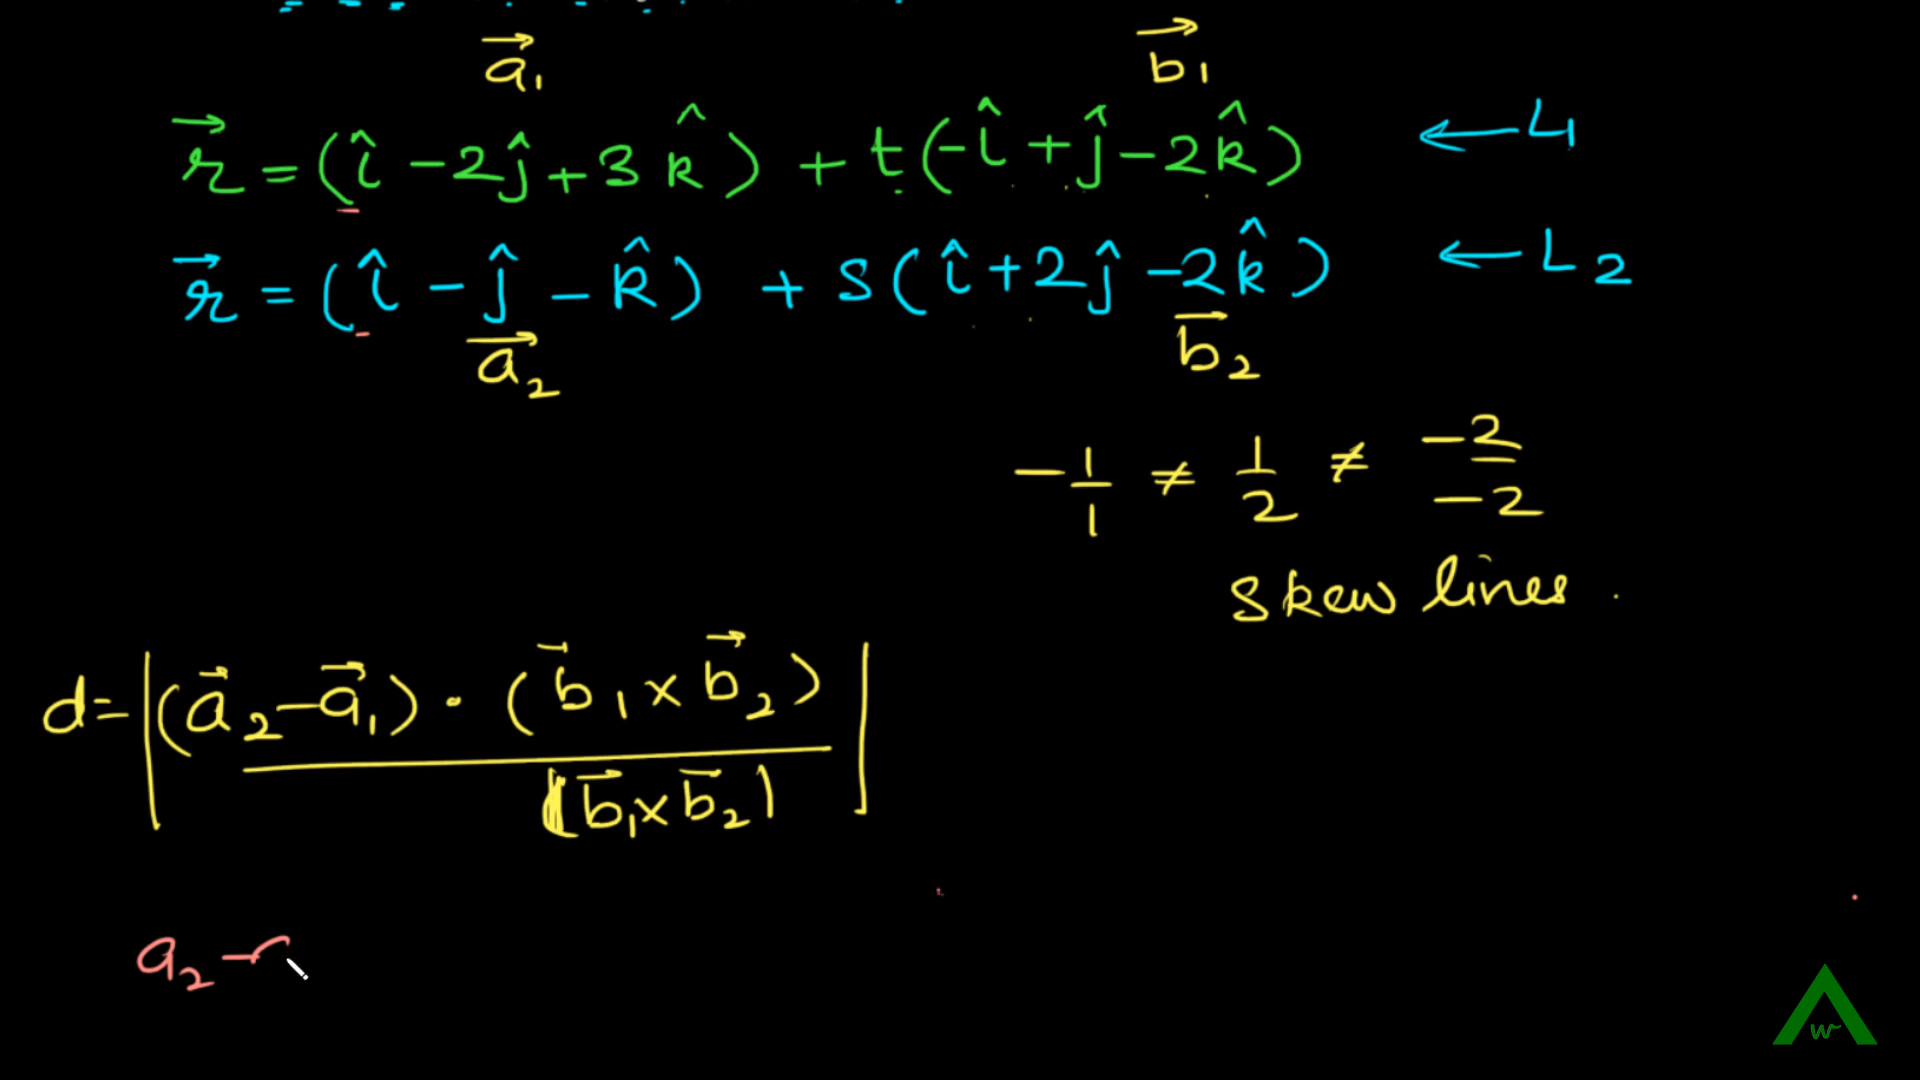 a⃗₁ b⃗₁
r⃗ = (î - 2ĵ + 3k̂) + t(-î + ĵ - 2k̂) ← L₁
r⃗ = (î - ĵ - k̂) + s(î + 2ĵ - 2k̂) ← L₂
a⃗₂ b⃗₂
-1/1 ≠ 1/2 ≠ -2/-2
Skew lines.
d = |(a⃗₂ - a⃗₁) · (b⃗₁ × b⃗₂) / |b⃗₁ × b⃗₂||
a₂ -
W